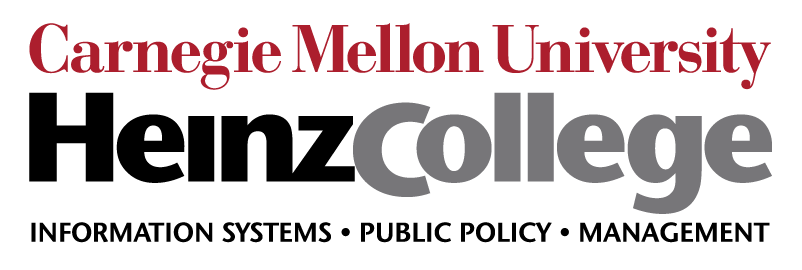 Carnegie Mellon University
HeinzCollege
INFORMATION SYSTEMS • PUBLIC POLICY • MANAGEMENT